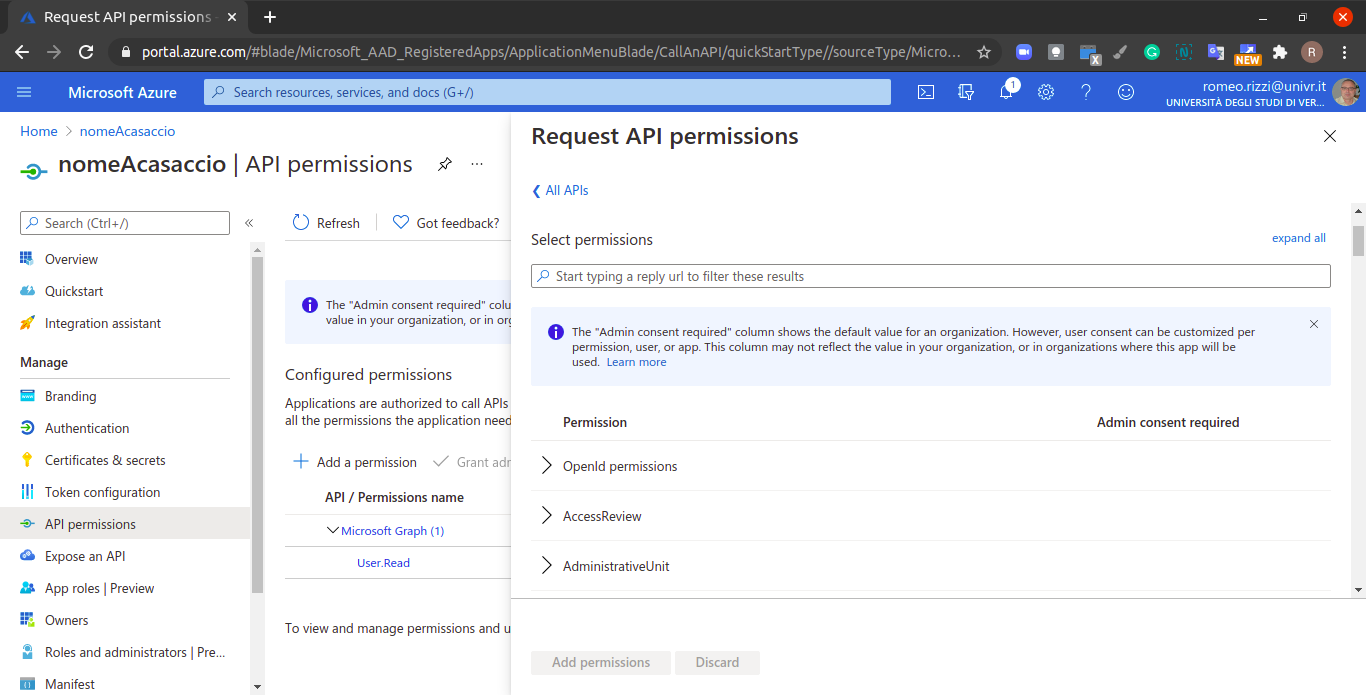 Request API permissions -
portal.azure.com/#blade/Microsoft_AAD_RegisteredApps/ApplicationMenuBlade/CallAnAPI/quickStartType//sourceType/Micro...
X
G
N
NEW
R
Microsoft Azure
Search resources, services, and docs (G+/)
1
romeo.rizzi@univr.it
UNIVERSITÀ DEGLI STUDI DI VER...
Home > nomeAcasaccio
nomeAcasaccio | API permissions
...
Search (Ctrl+/)
«
Overview
Quickstart
Integration assistant
Manage
Branding
Authentication
Certificates & secrets
Token configuration
API permissions
Expose an API
App roles | Preview
Owners
Roles and administrators | Pre...
Manifest
Refresh
Got feedback?
The "Admin consent required" colu
value in your organization, or in org
Configured permissions
Applications are authorized to call APIs
all the permissions the application need
Add a permission
Grant adr
API / Permissions name
Microsoft Graph (1)
User.Read
To view and manage permissions and u
Request API permissions
All APIs
Select permissions
expand all
Start typing a reply url to filter these results
The "Admin consent required" column shows the default value for an organization. However, user consent can be customized per
permission, user, or app. This column may not reflect the value in your organization, or in organizations where this app will be
used. Learn more
Permission
Admin consent required
OpenId permissions
AccessReview
AdministrativeUnit
Add permissions
Discard